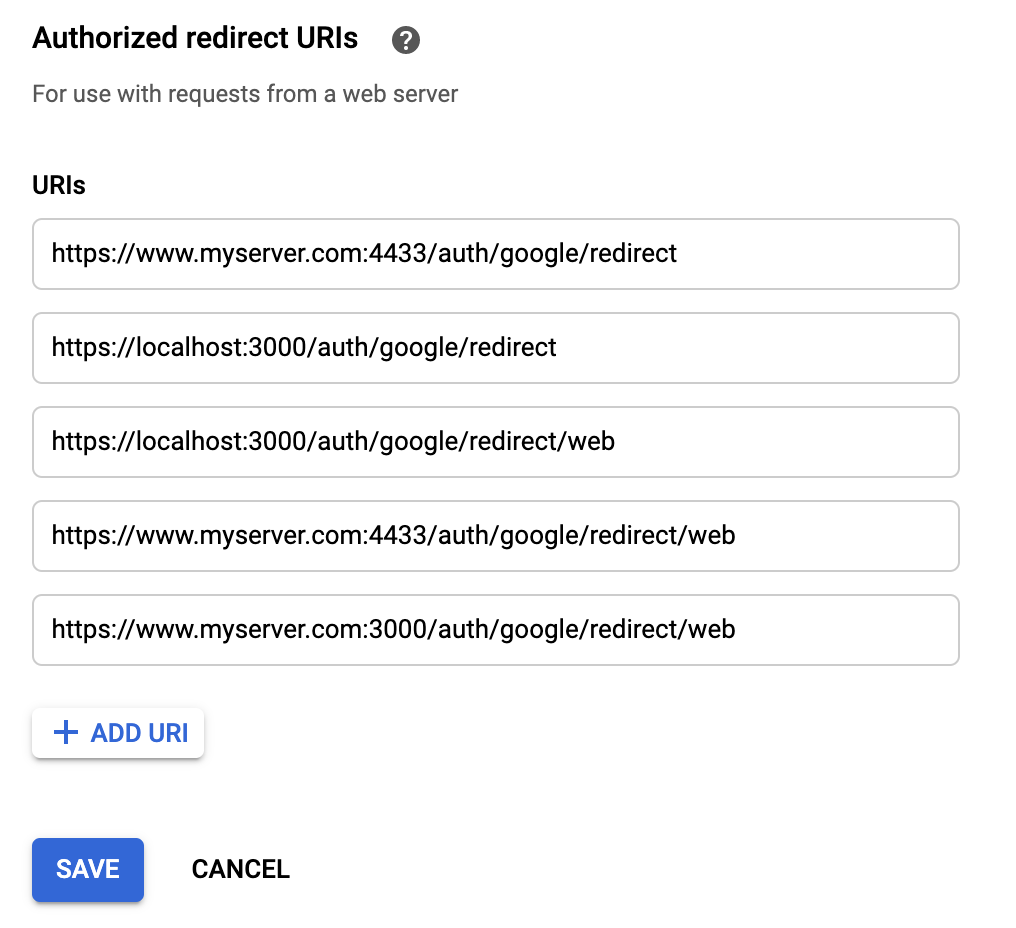 Authorized redirect URIs
For use with requests from a web server
URIs
https://www.myserver.com:4433/auth/google/redirect
https://localhost:3000/auth/google/redirect
https://localhost:3000/auth/google/redirect/web
https://www.myserver.com:4433/auth/google/redirect/web
https://www.myserver.com:3000/auth/google/redirect/web
+ ADD URI
SAVE CANCEL